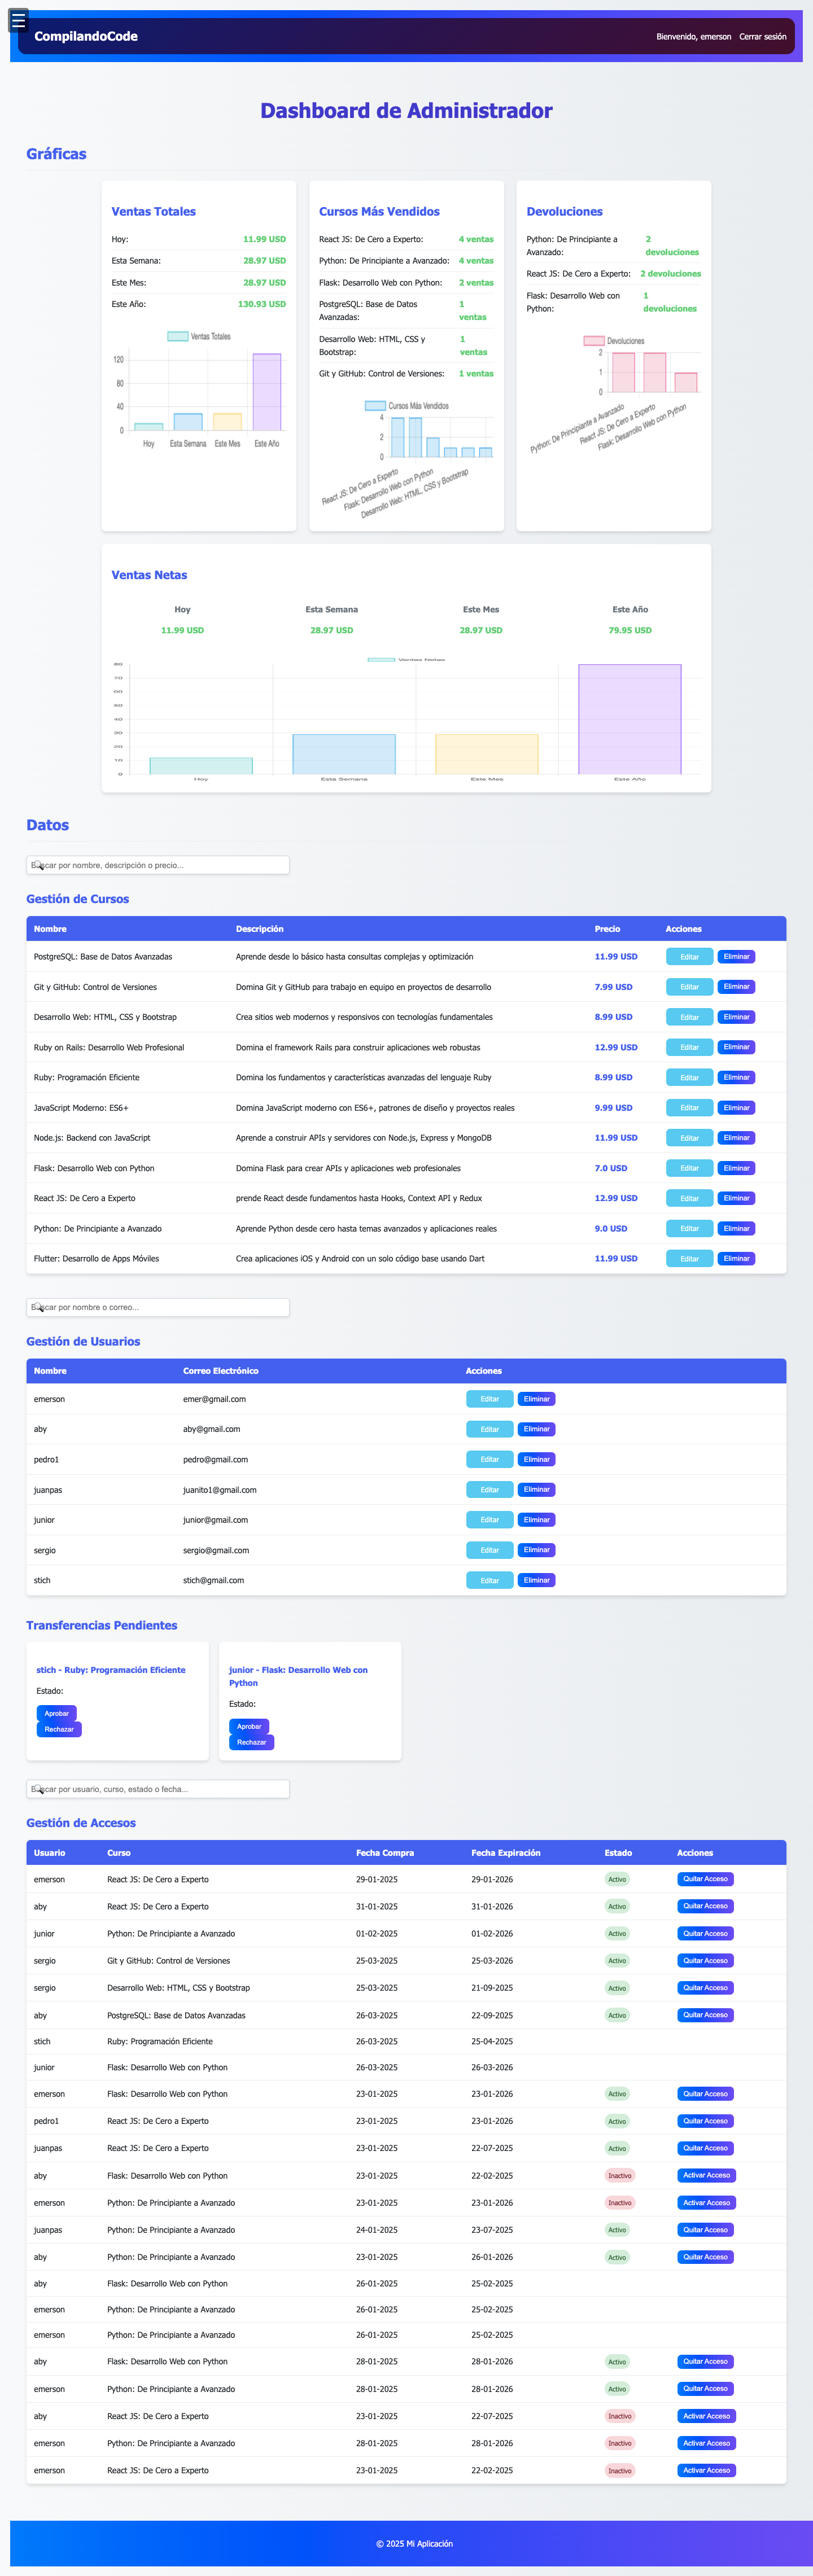 ☰
CompilandoCode
Bienvenido, emerson Cerrar sesión
Dashboard de Administrador
Gráficas
Ventas Totales
Hoy: 11.99 USD
Esta Semana: 28.97 USD
Este Mes: 28.97 USD
Este Año: 130.93 USD
Ventas Totales
120
80
40
0
Hoy Esta Semana Este Mes Este Año
Cursos Más Vendidos
React JS: De Cero a Experto: 4 ventas
Python: De Principiante a Avanzado: 4 ventas
Flask: Desarrollo Web con Python: 2 ventas
PostgreSQL: Base de Datos 1
Avanzadas: ventas
Desarrollo Web: HTML, CSS y 1
Bootstrap: ventas
Git y GitHub: Control de Versiones: 1 ventas
Cursos Más Vendidos
4
2
0
React JS: De Cero a Experto
Flask: Desarrollo Web con Python
Desarrollo Web: HTML, CSS y Bootstrap
Devoluciones
Python: De Principiante a 2
Avanzado: devoluciones
React JS: De Cero a Experto: 2 devoluciones
Flask: Desarrollo Web con 1
Python: devoluciones
Devoluciones
2
1
0
Python: De Principiante a Avanzado
React JS: De Cero a Experto
Flask: Desarrollo Web con Python
Ventas Netas
Hoy Esta Semana Este Mes Este Año
11.99 USD 28.97 USD 28.97 USD 79.95 USD
Ventas Netas
80
70
60
50
40
30
20
10
0
Hoy Esta Semana Este Mes Este Año
Datos
Buscar por nombre, descripción o precio...
Gestión de Cursos
Nombre Descripción Precio Acciones
PostgreSQL: Base de Datos Avanzadas Aprende desde lo básico hasta consultas complejas y optimización 11.99 USD Editar Eliminar
Git y GitHub: Control de Versiones Domina Git y GitHub para trabajo en equipo en proyectos de desarrollo 7.99 USD Editar Eliminar
Desarrollo Web: HTML, CSS y Bootstrap Crea sitios web modernos y responsivos con tecnologías fundamentales 8.99 USD Editar Eliminar
Ruby on Rails: Desarrollo Web Profesional Domina el framework Rails para construir aplicaciones web robustas 12.99 USD Editar Eliminar
Ruby: Programación Eficiente Domina los fundamentos y características avanzadas del lenguaje Ruby 8.99 USD Editar Eliminar
JavaScript Moderno: ES6+ Domina JavaScript moderno con ES6+, patrones de diseño y proyectos reales 9.99 USD Editar Eliminar
Node.js: Backend con JavaScript Aprende a construir APIs y servidores con Node.js, Express y MongoDB 11.99 USD Editar Eliminar
Flask: Desarrollo Web con Python Domina Flask para crear APIs y aplicaciones web profesionales 7.0 USD Editar Eliminar
React JS: De Cero a Experto prende React desde fundamentos hasta Hooks, Context API y Redux 12.99 USD Editar Eliminar
Python: De Principiante a Avanzado Aprende Python desde cero hasta temas avanzados y aplicaciones reales 9.0 USD Editar Eliminar
Flutter: Desarrollo de Apps Móviles Crea aplicaciones iOS y Android con un solo código base usando Dart 11.99 USD Editar Eliminar
Buscar por nombre o correo...
Gestión de Usuarios
Nombre Correo Electrónico Acciones
emerson emer@gmail.com Editar Eliminar
aby aby@gmail.com Editar Eliminar
pedro1 pedro@gmail.com Editar Eliminar
juanpas juanito1@gmail.com Editar Eliminar
junior junior@gmail.com Editar Eliminar
sergio sergio@gmail.com Editar Eliminar
stich stich@gmail.com Editar Eliminar
Transferencias Pendientes
stich - Ruby: Programación Eficiente
Estado:
Aprobar
Rechazar
junior - Flask: Desarrollo Web con
Python
Estado:
Aprobar
Rechazar
Buscar por usuario, curso, estado o fecha...
Gestión de Accesos
Usuario Curso Fecha Compra Fecha Expiración Estado Acciones
emerson React JS: De Cero a Experto 29-01-2025 29-01-2026 Activo Quitar Acceso
aby React JS: De Cero a Experto 31-01-2025 31-01-2026 Activo Quitar Acceso
junior Python: De Principiante a Avanzado 01-02-2025 01-02-2026 Activo Quitar Acceso
sergio Git y GitHub: Control de Versiones 25-03-2025 25-03-2026 Activo Quitar Acceso
sergio Desarrollo Web: HTML, CSS y Bootstrap 25-03-2025 21-09-2025 Activo Quitar Acceso
aby PostgreSQL: Base de Datos Avanzadas 26-03-2025 22-09-2025 Activo Quitar Acceso
stich Ruby: Programación Eficiente 26-03-2025 25-04-2025
junior Flask: Desarrollo Web con Python 26-03-2025 26-03-2026
emerson Flask: Desarrollo Web con Python 23-01-2025 23-01-2026 Activo Quitar Acceso
pedro1 React JS: De Cero a Experto 23-01-2025 23-01-2026 Activo Quitar Acceso
juanpas React JS: De Cero a Experto 23-01-2025 22-07-2025 Activo Quitar Acceso
aby Flask: Desarrollo Web con Python 23-01-2025 22-02-2025 Inactivo Activar Acceso
emerson Python: De Principiante a Avanzado 23-01-2025 23-01-2026 Inactivo Activar Acceso
juanpas Python: De Principiante a Avanzado 24-01-2025 23-07-2025 Activo Quitar Acceso
aby Python: De Principiante a Avanzado 23-01-2025 26-01-2026 Activo Quitar Acceso
aby Flask: Desarrollo Web con Python 26-01-2025 25-02-2025
emerson Python: De Principiante a Avanzado 26-01-2025 25-02-2025
emerson Python: De Principiante a Avanzado 26-01-2025 25-02-2025
aby Flask: Desarrollo Web con Python 28-01-2025 28-01-2026 Activo Quitar Acceso
emerson Python: De Principiante a Avanzado 28-01-2025 28-01-2026 Activo Quitar Acceso
aby React JS: De Cero a Experto 23-01-2025 22-07-2025 Inactivo Activar Acceso
emerson Python: De Principiante a Avanzado 28-01-2025 28-01-2026 Inactivo Activar Acceso
emerson React JS: De Cero a Experto 23-01-2025 22-02-2025 Inactivo Activar Acceso
© 2025 Mi Aplicación